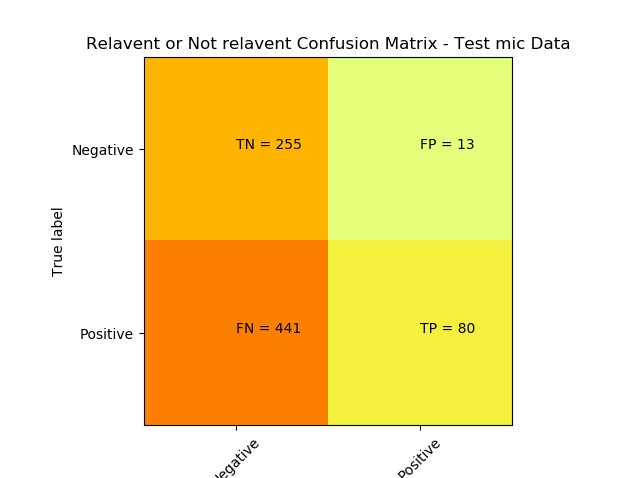 Relavent or Not relavent Confusion Matrix - Test mic Data
Negative
TN = 255
FP = 13
True label
Positive
FN = 441
TP = 80
Positive